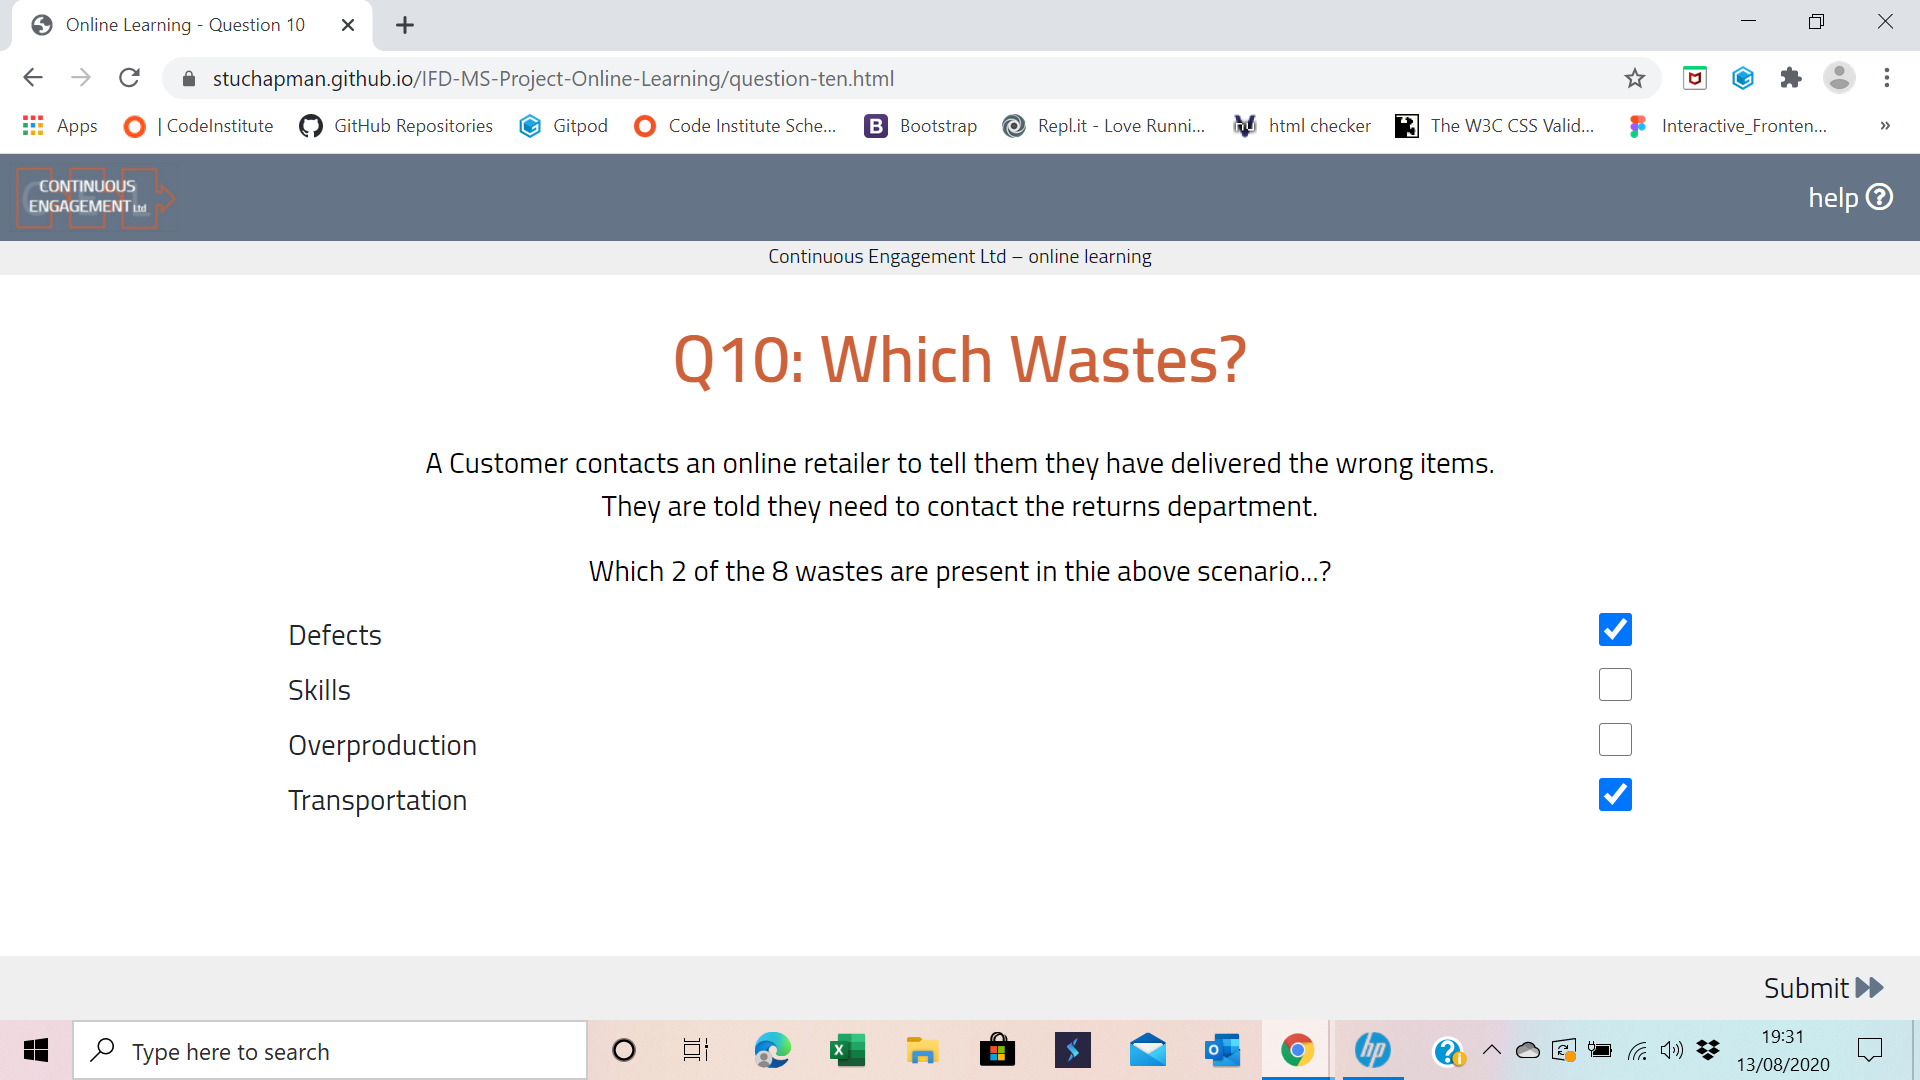 Online Learning - Question 10
stuchapman.github.io/IFD-MS-Project-Online-Learning/question-ten.html
Apps | CodeInstitute GitHub Repositories Gitpod Code Institute Sche... B Bootstrap Repl.it - Love Runni... html checker The W3C CSS Valid... Interactive_Fronten... »
CONTINUOUS
ENGAGEMENT Ltd
help ?
Continuous Engagement Ltd – online learning
Q10: Which Wastes?
A Customer contacts an online retailer to tell them they have delivered the wrong items.
They are told they need to contact the returns department.
Which 2 of the 8 wastes are present in thie above scenario...?
Defects
Skills
Overproduction
Transportation
Submit
Type here to search
19:31
13/08/2020